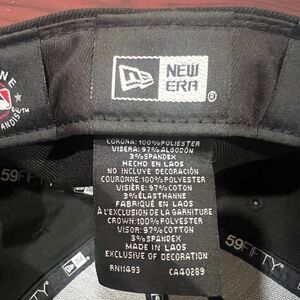 NEW
ERA®
CORONA: 100% POLIESTER
VISERA: 97% ALGODÓN
3% SPANDEX
HECHO EN LAOS
NO INCLUYE DECORACIÓN
COURONNE: 100% POLYESTER
VISIÈRE: 97% COTON
3% ÉLASTHANNE
FABRIQUÉ EN LAOS
À L'EXCLUSION DE LA GARNITURE
CROWN: 100% POLYESTER
VISOR: 97% COTTON
3% SPANDEX
MADE IN LAOS
EXCLUSIVE OF DECORATION
RN11493 CA40289
59FIFTY
59FIFTY